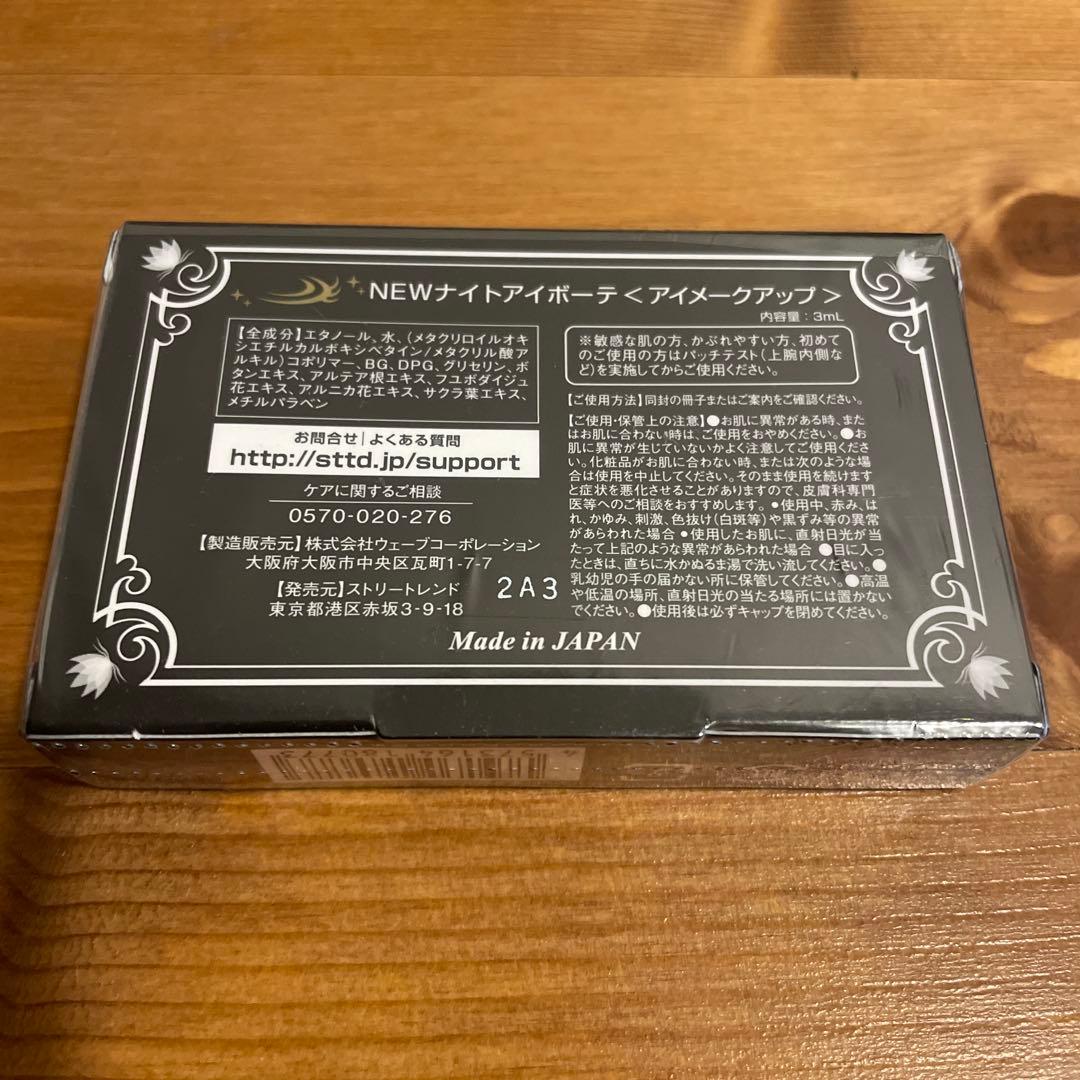 NEWナイトアイボーテ＜アイメークアップ＞
内容量：3mL
【全成分】エタノール、水、(メタクリロイルオキ
シエチルカルボキシベタイン/メタクリル酸ア
ルキル)コポリマー、BG、DPG、グリセリン、ボ
タンエキス、アルテア根エキス、フユボダイジュ
花エキス、アルニカ花エキス、サクラ葉エキス、
メチルパラベン
お問合せ|よくある質問
http://sttd.jp/support
ケアに関するご相談
0570-020-276
【製造販売元】株式会社ウェーブコーポレーション
大阪府大阪市中央区瓦町1-7-7
【発売元】ストリートレンド
東京都港区赤坂3-9-18
2A3
※敏感な肌の方、かぶれやすい方、初めて
のご使用の方はパッチテスト(上腕内側な
ど)を実施してからご使用ください。
【ご使用方法】同封の冊子またはご案内をご確認ください。
【ご使用・保管上の注意】●お肌に異常がある時、また
はお肌に合わない時は、ご使用をおやめください。●お
肌に異常が生じていないかよく注意してご使用くださ
い。化粧品がお肌に合わない時、または次のような場
合は使用を中止してください。そのまま使用を続けます
と症状を悪化させることがありますので、皮膚科専門
医等へのご相談をおすすめします。●使用中、赤み、は
れ、かゆみ、刺激、色抜け(白斑等)や黒ずみ等の異常
があらわれた場合 ●使用したお肌に、直射日光が当
たって上記のような異常があらわれた場合 ●目に入っ
たときは、直ちに水かぬるま湯で洗い流してください。●
乳幼児の手の届かない所に保管してください。●高温
や低温の場所、直射日光の当たる場所には置かない
でください。●使用後は必ずキャップを閉めてください。
Made in JAPAN